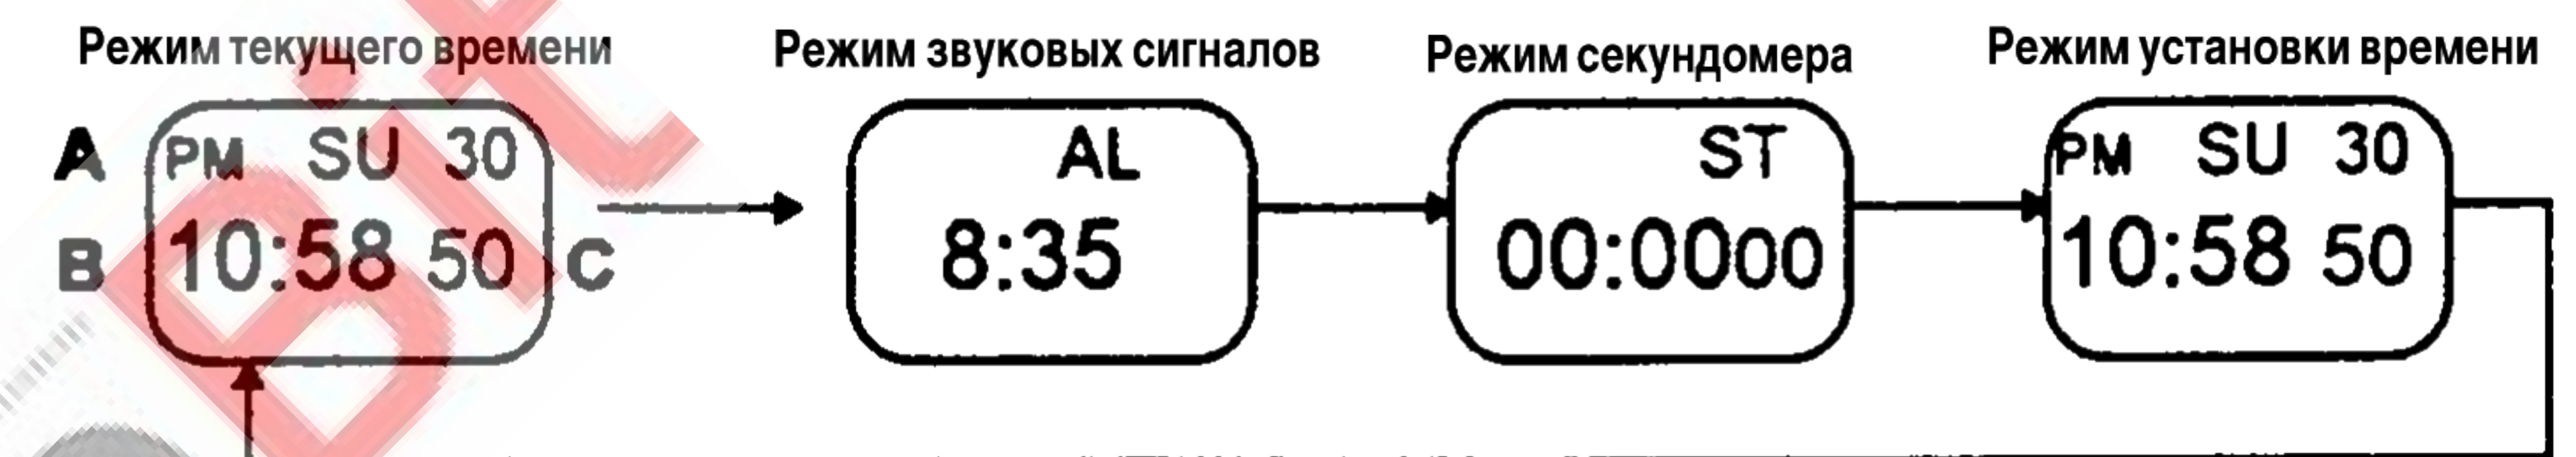 Режим текущего времени
Режим звуковых сигналов
Режим секундомера
Режим установки времени
A
PM SU 30
B
10:58 50
C
AL
8:35
ST
00:0000
PM SU 30
10:58 50